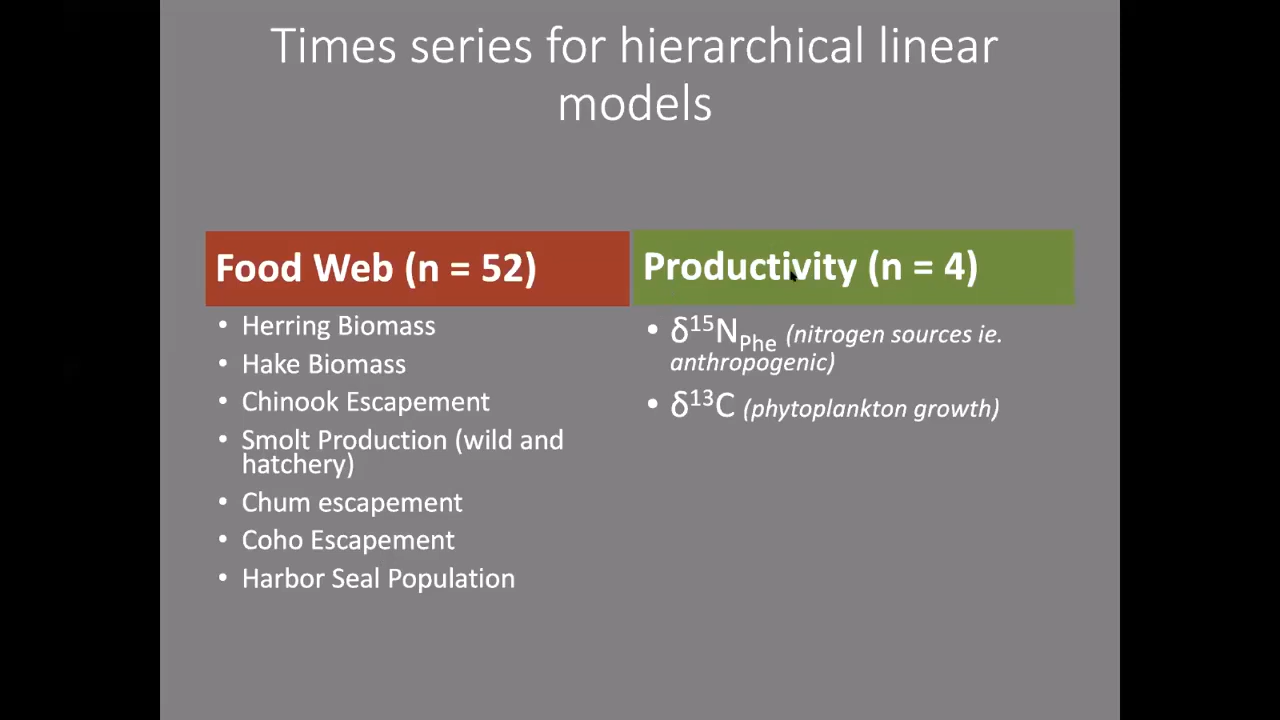 Times series for hierarchical linear
models
Food Web (n = 52)
• Herring Biomass
• Hake Biomass
• Chinook Escapement
• Smolt Production (wild and
hatchery)
• Chum escapement
• Coho Escapement
• Harbor Seal Population
Productivity (n = 4)
• δ¹⁵N_Phe (nitrogen sources ie.
anthropogenic)
• δ¹³C (phytoplankton growth)